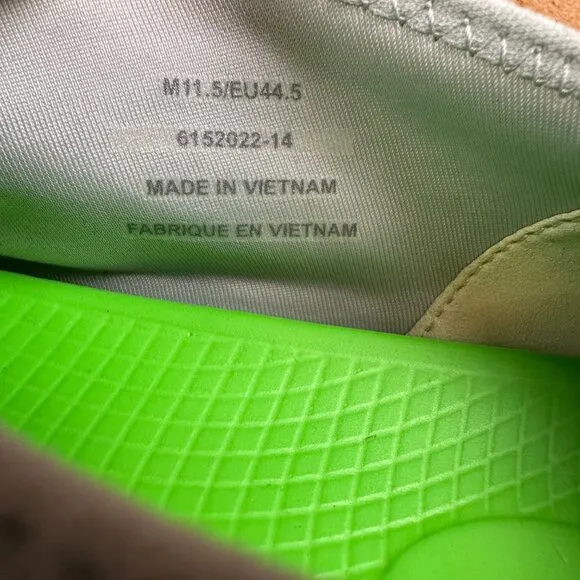 M11.5/EU44.5
6152022-14
MADE IN VIETNAM
FABRIQUE EN VIETNAM